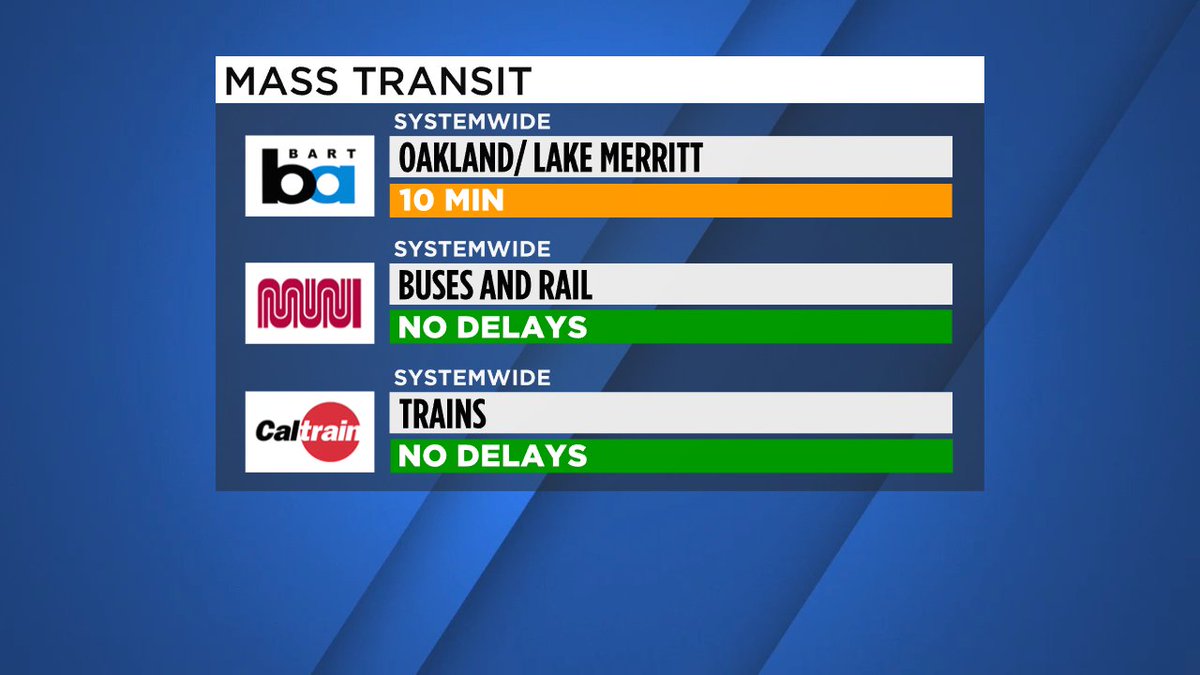 MASS TRANSIT
SYSTEMWIDE
BART
ba
OAKLAND/ LAKE MERRITT
10 MIN
SYSTEMWIDE
MUNI
BUSES AND RAIL
NO DELAYS
SYSTEMWIDE
Caltrain
TRAINS
NO DELAYS